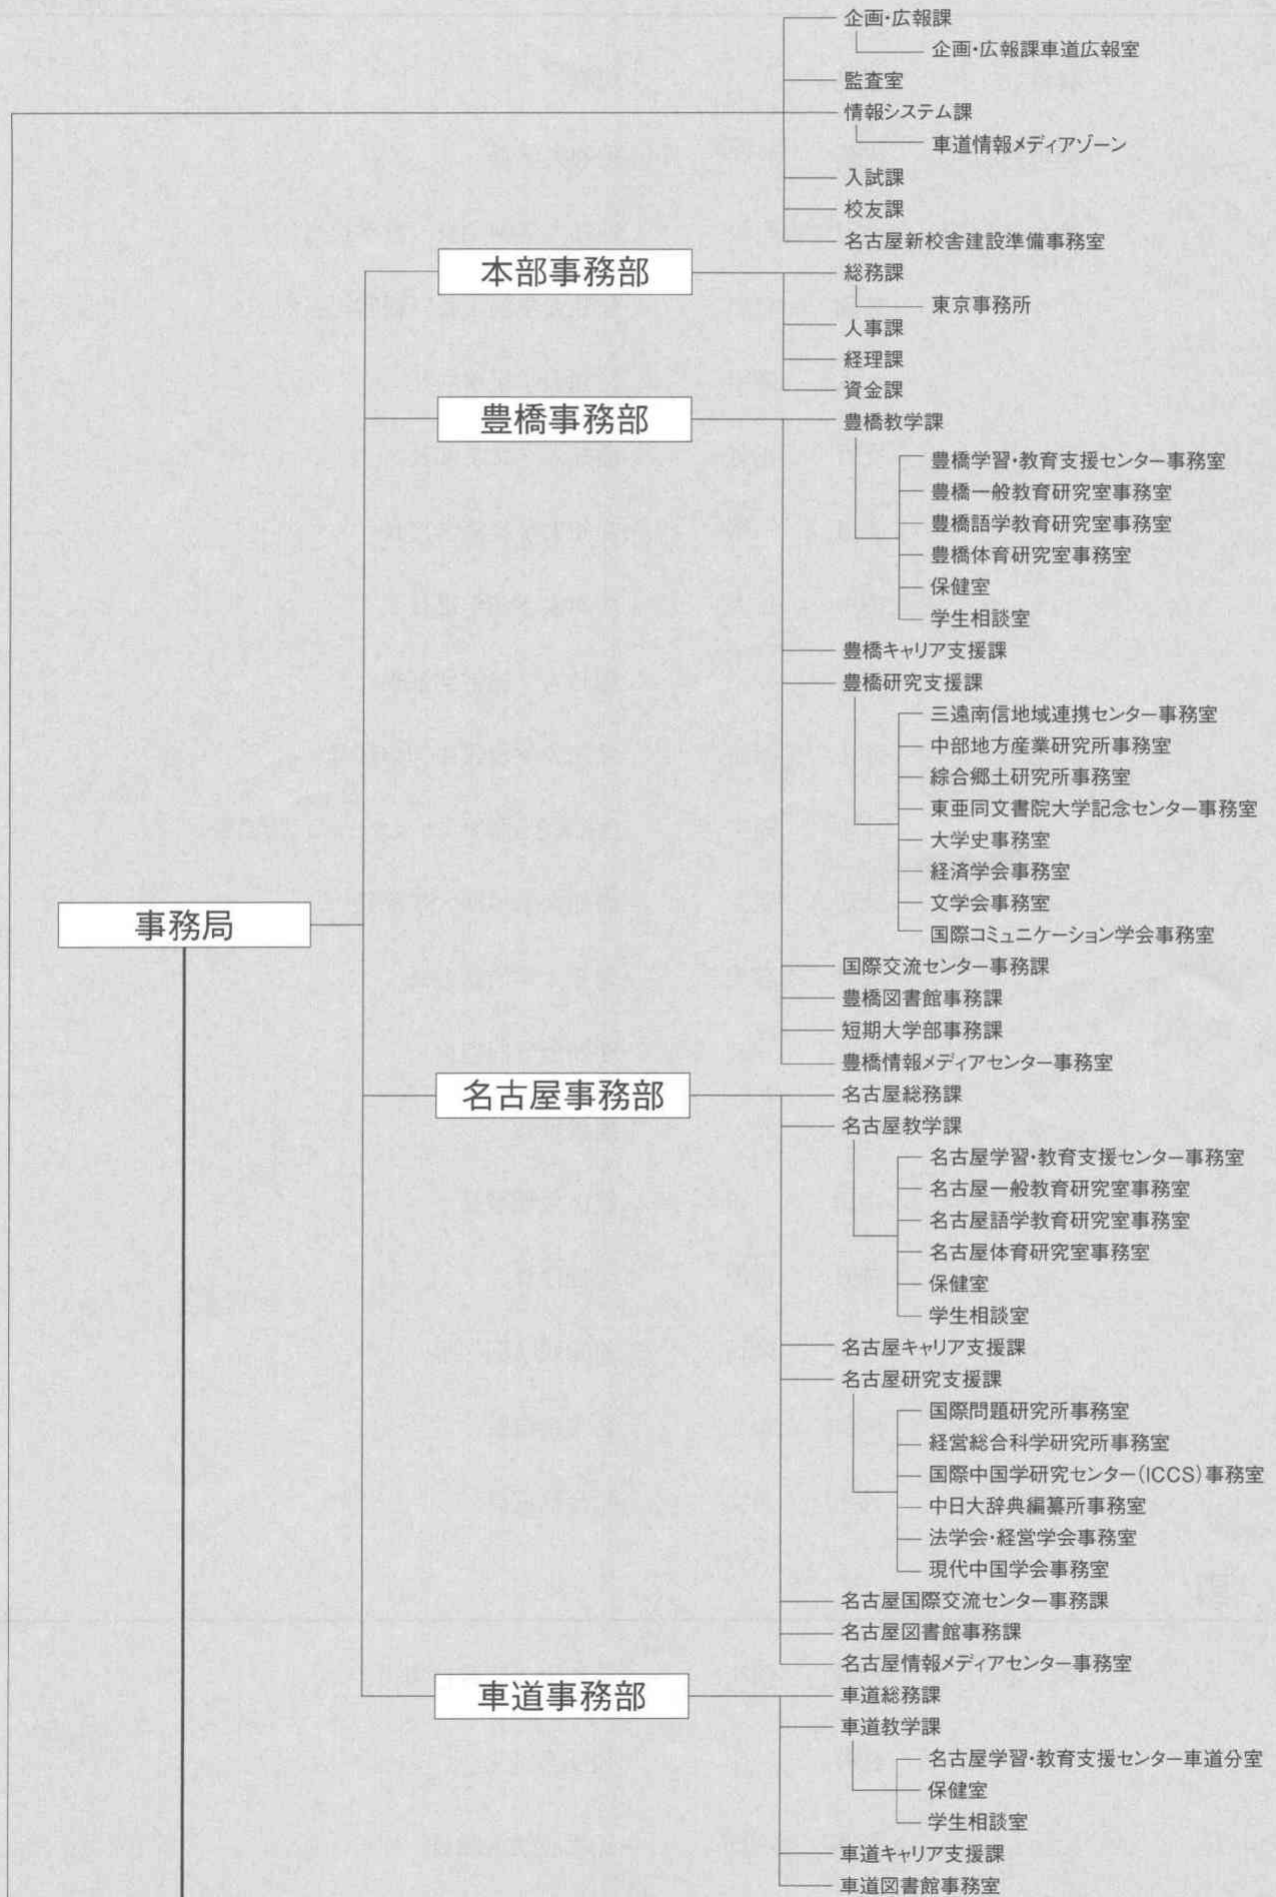 企画・広報課
企画・広報課車道広報室
監査室
情報システム課
車道情報メディアゾーン
入試課
校友課
名古屋新校舎建設準備事務室
本部事務部
総務課
東京事務所
人事課
経理課
資金課
豊橋事務部
豊橋教学課
豊橋学習・教育支援センター事務室
豊橋一般教育研究室事務室
豊橋語学教育研究室事務室
豊橋体育研究室事務室
保健室
学生相談室
豊橋キャリア支援課
豊橋研究支援課
三遠南信地域連携センター事務室
中部地方産業研究所事務室
綜合郷土研究所事務室
東亜同文書院大学記念センター事務室
大学史事務室
経済学会事務室
文学会事務室
国際コミュニケーション学会事務室
事務局
国際交流センター事務課
豊橋図書館事務課
短期大学部事務課
豊橋情報メディアセンター事務室
名古屋事務部
名古屋総務課
名古屋教学課
名古屋学習・教育支援センター事務室
名古屋一般教育研究室事務室
名古屋語学教育研究室事務室
名古屋体育研究室事務室
保健室
学生相談室
名古屋キャリア支援課
名古屋研究支援課
国際問題研究所事務室
経営総合科学研究所事務室
国際中国学研究センター(ICCS)事務室
中日大辞典編纂所事務室
法学会・経営学会事務室
現代中国学会事務室
名古屋国際交流センター事務課
名古屋図書館事務課
名古屋情報メディアセンター事務室
車道事務部
車道総務課
車道教学課
名古屋学習・教育支援センター車道分室
保健室
学生相談室
車道キャリア支援課
車道図書館事務室